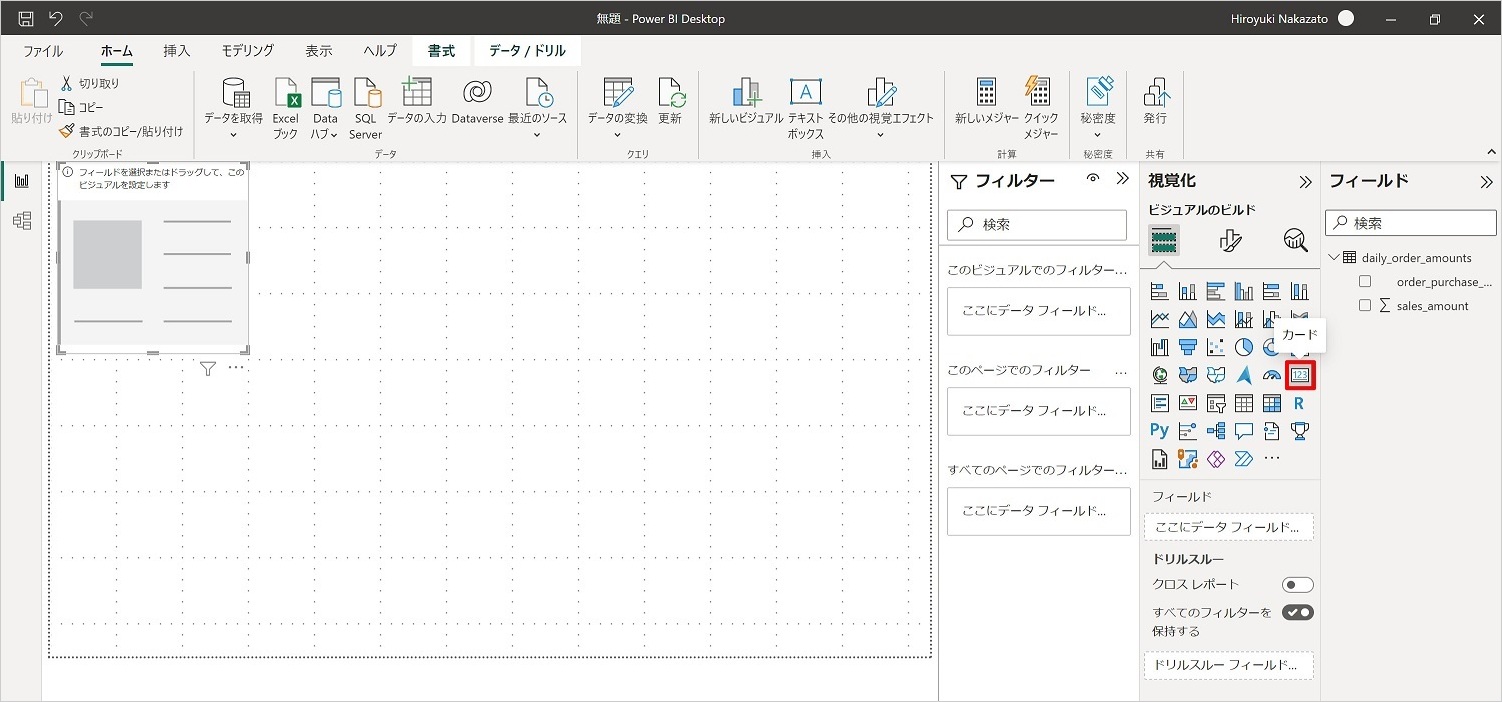 無題 - Power BI Desktop
Hiroyuki Nakazato
ファイル ホーム 挿入 モデリング 表示 ヘルプ 書式 データ / ドリル
貼り付け
切り取り
コピー
書式のコピー/貼り付け
クリップボード
データを取得
Excel
ブック
Data
ハブ
SQL
Server
データの入力
Dataverse
最近のソース
データ
データの変換
更新
クエリ
新しいビジュアル
テキスト
ボックス
その他の視覚エフェクト
挿入
新しいメジャー
クイック
メジャー
計算
秘密度
秘密度
発行
共有
フィールドを選択またはドラッグして、この
ビジュアルを設定します
フィルター
検索
このビジュアルでのフィルター...
ここにデータ フィールド...
このページでのフィルター ...
ここにデータ フィールド...
すべてのページでのフィルター...
ここにデータ フィールド...
視覚化
ビジュアルのビルド
カード
123
R
Py
フィールド
ここにデータ フィールド...
ドリルスルー
クロス レポート
すべてのフィルターを
保持する
ドリルスルー フィールド...
フィールド
検索
daily_order_amounts
order_purchase_...
∑ sales_amount